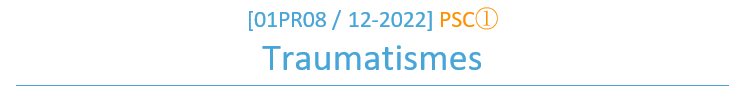 [01PR08 / 12-2022] PSC①
Traumatismes